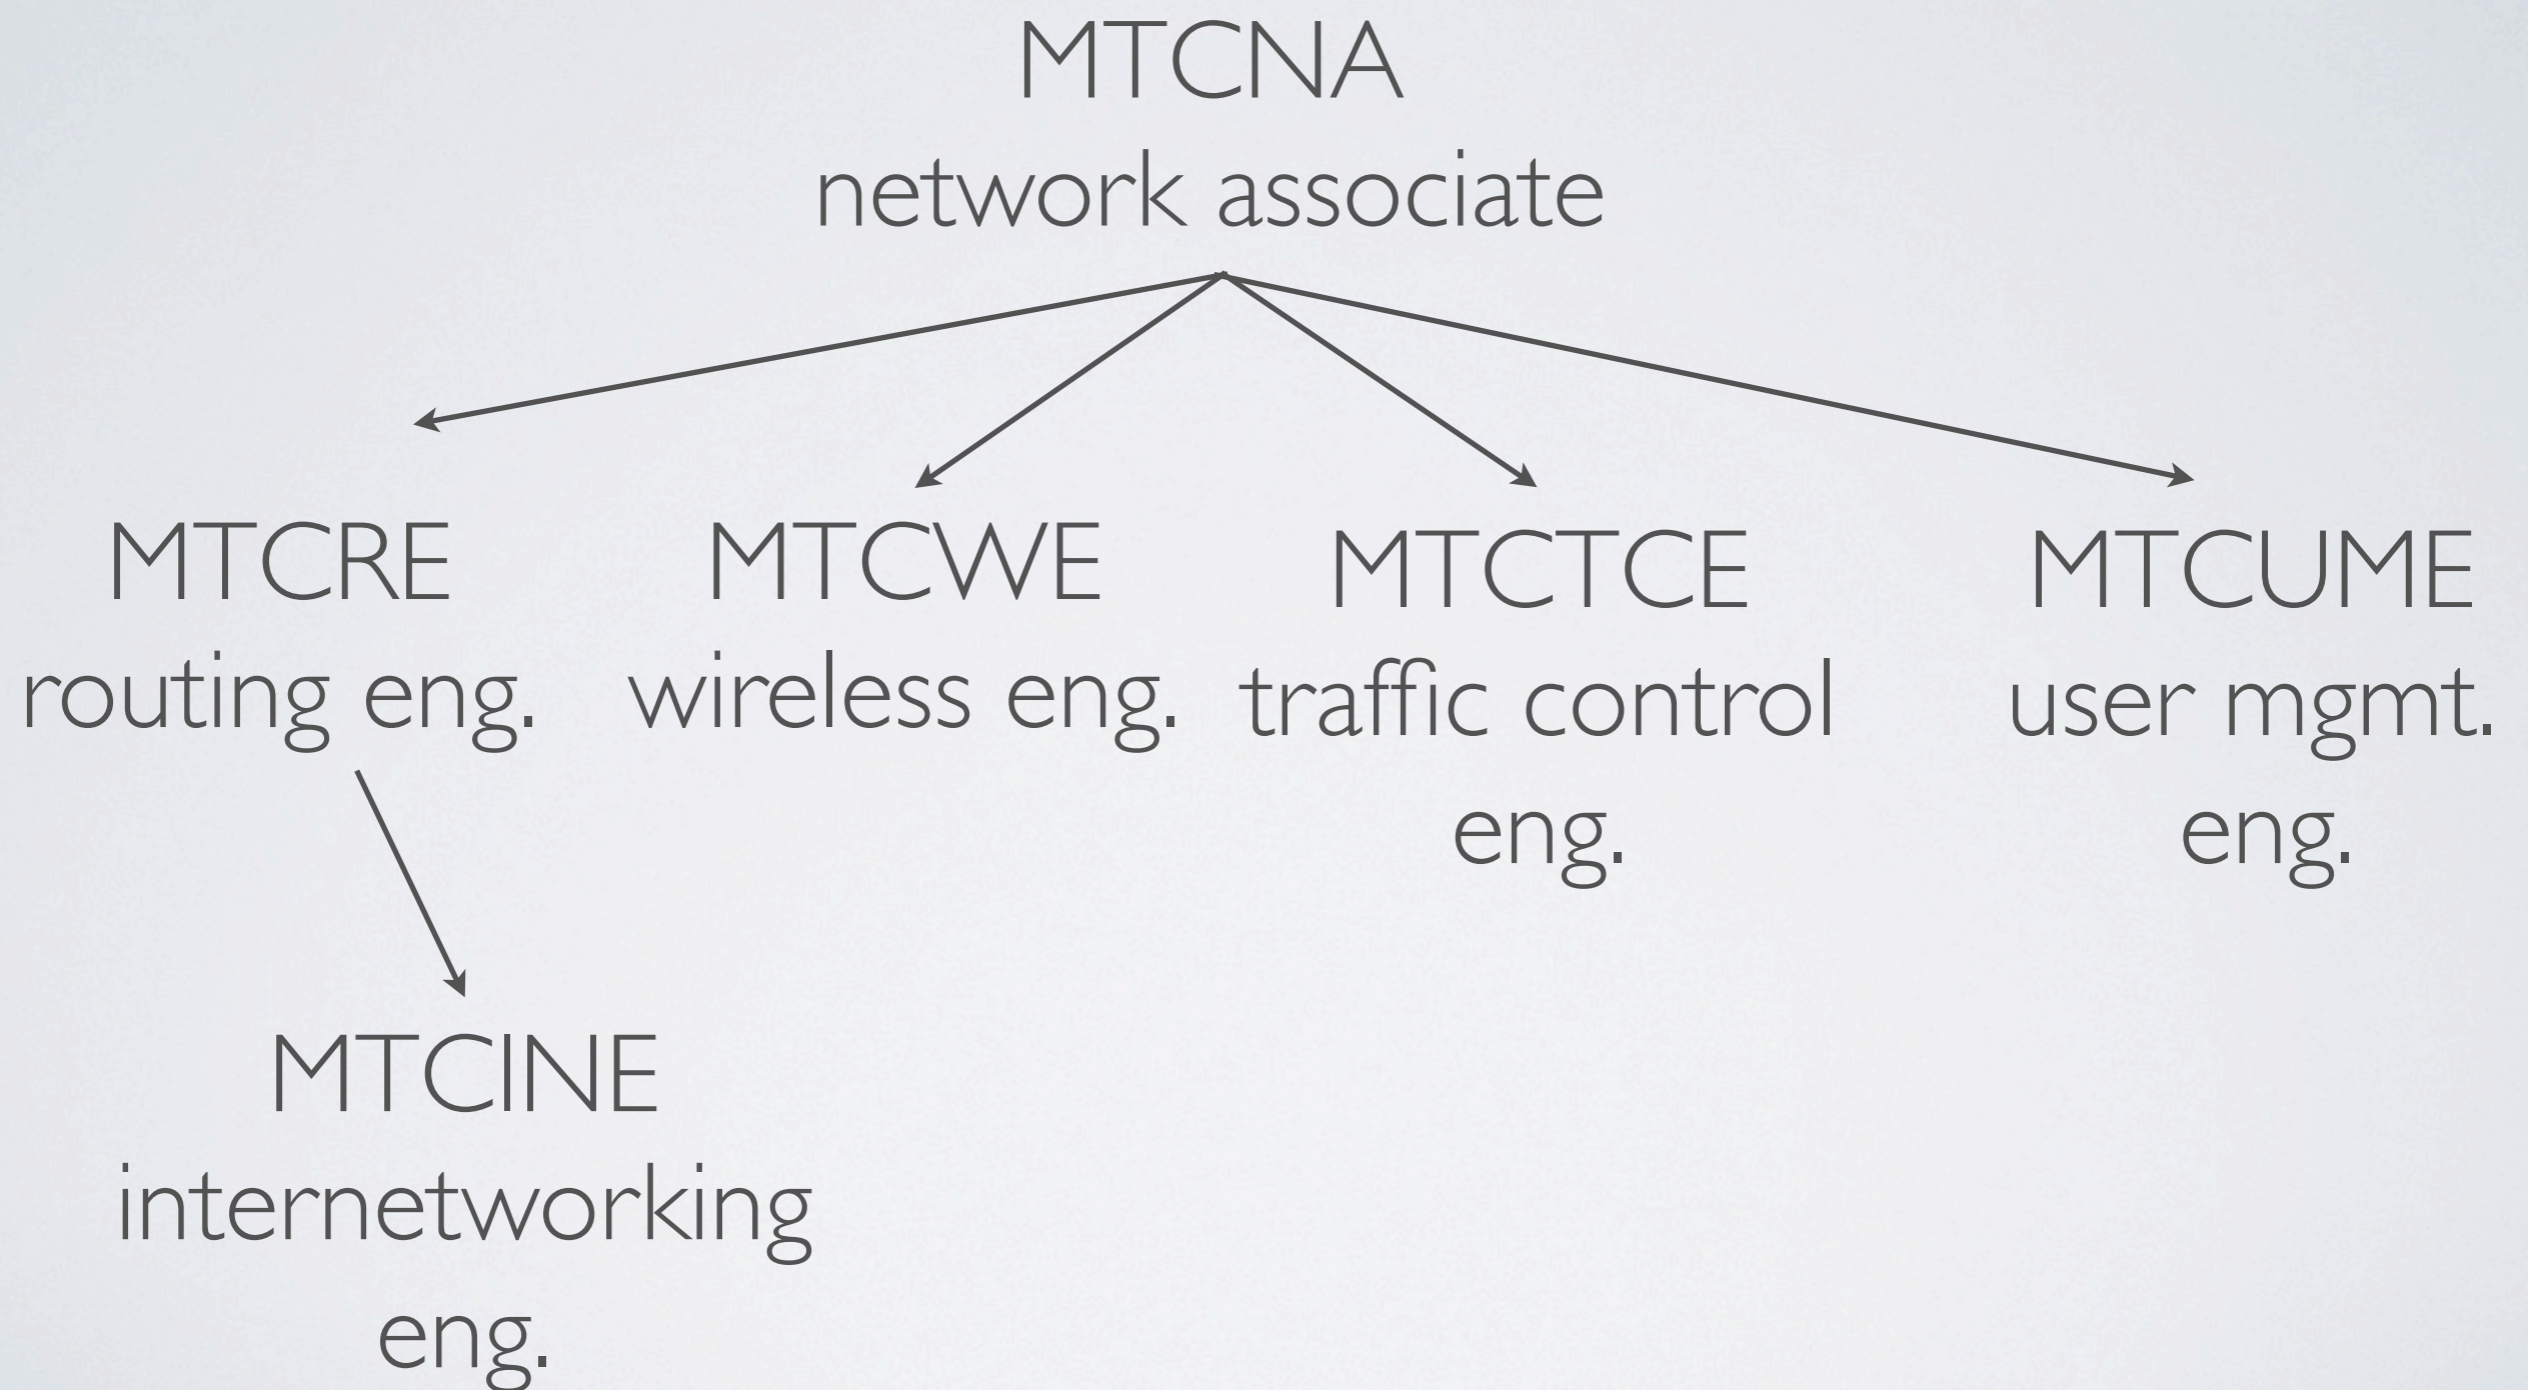 MTCNA
network associate
MTCRE
routing eng.
MTCWE
wireless eng.
MTCTCE
traffic control
eng.
MTCUME
user mgmt.
eng.
MTCINE
internetworking
eng.